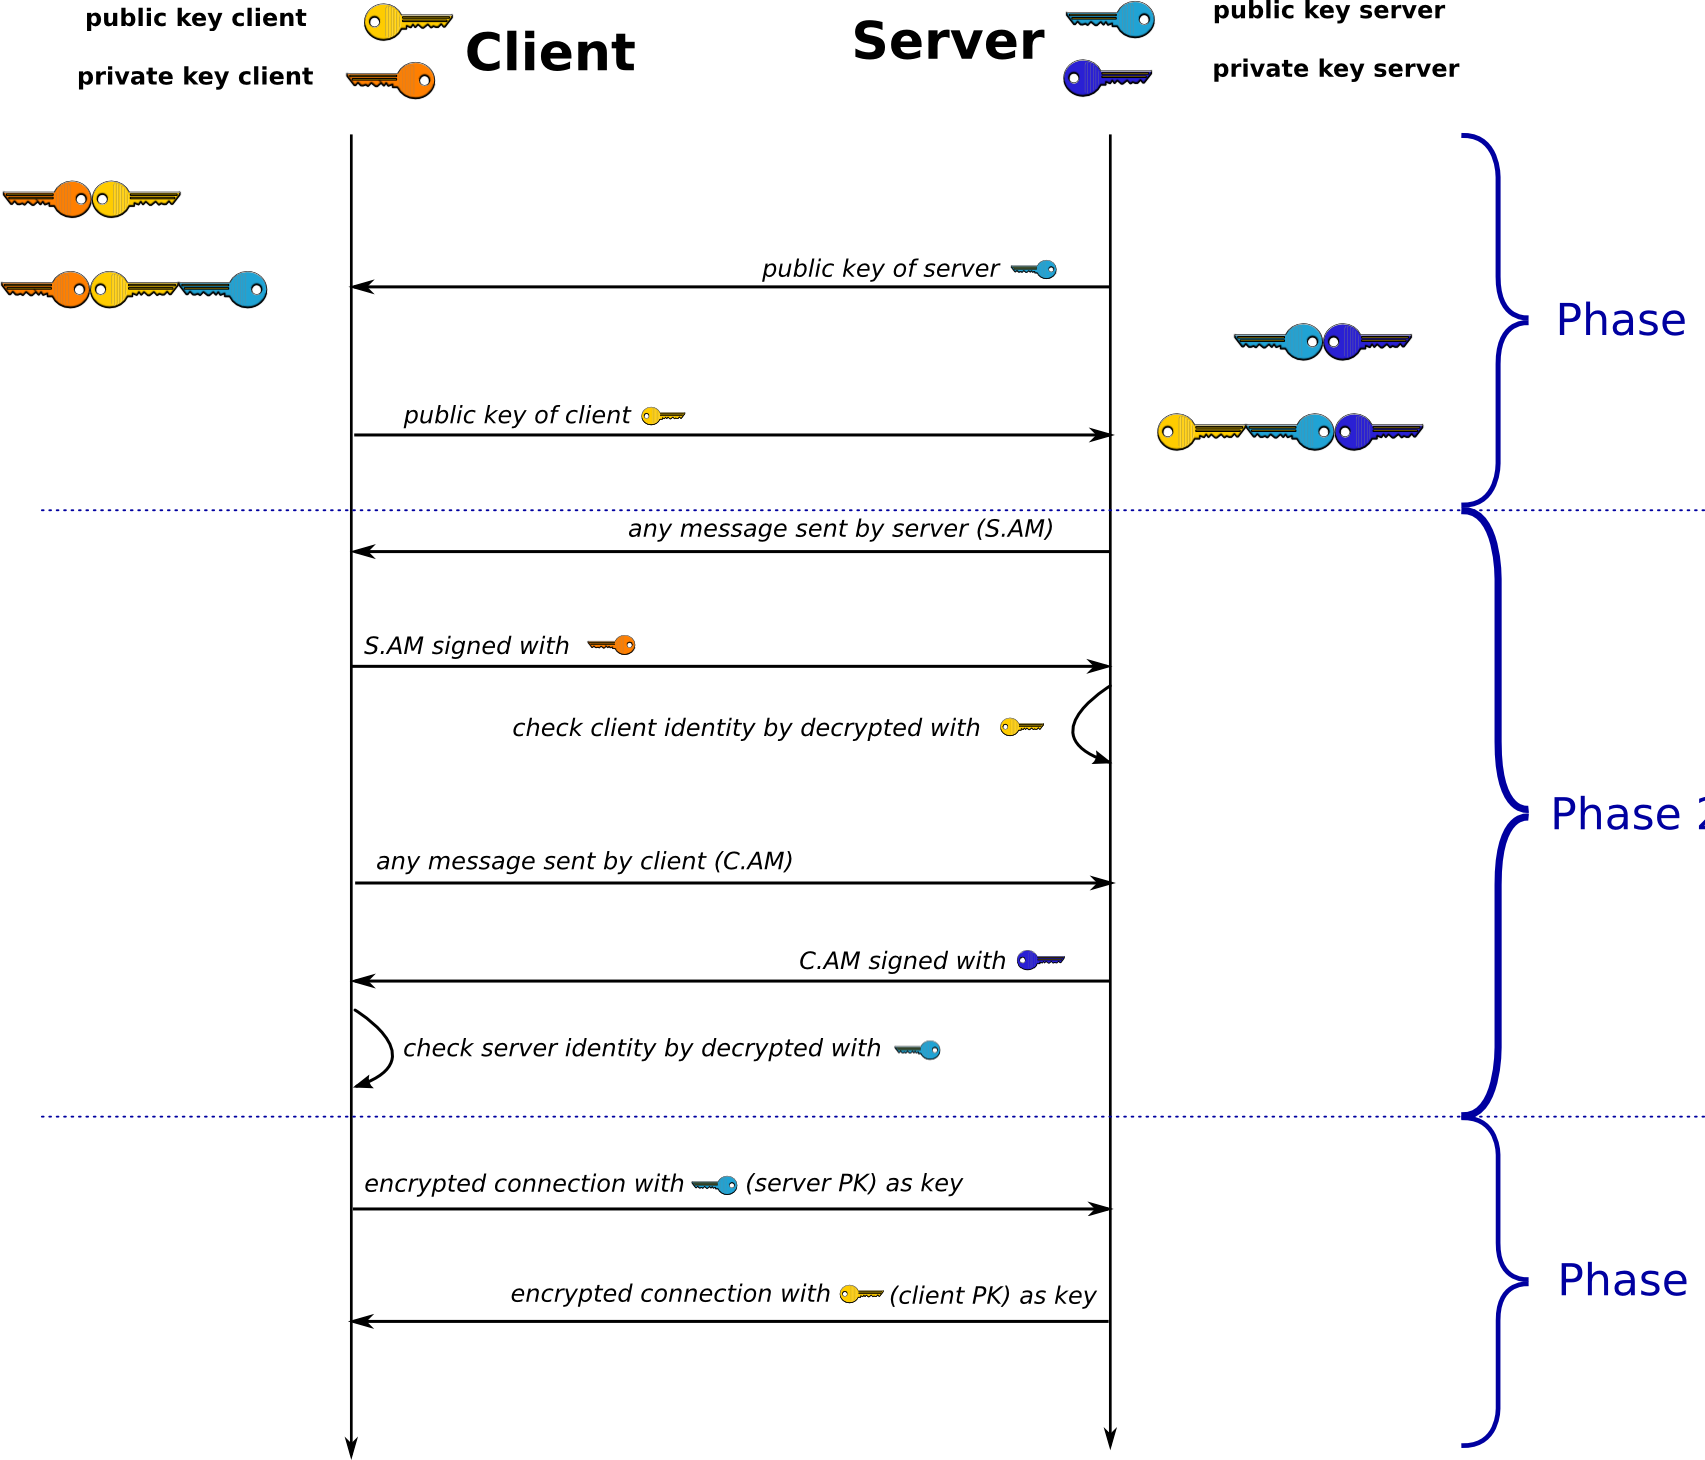 public key client
private key client
Client
Server
public key server
private key server
public key of server
Phase
public key of client
any message sent by server (S.AM)
S.AM signed with
check client identity by decrypted with
Phase 2
any message sent by client (C.AM)
C.AM signed with
check server identity by decrypted with
encrypted connection with (server PK) as key
Phase
encrypted connection with (client PK) as key